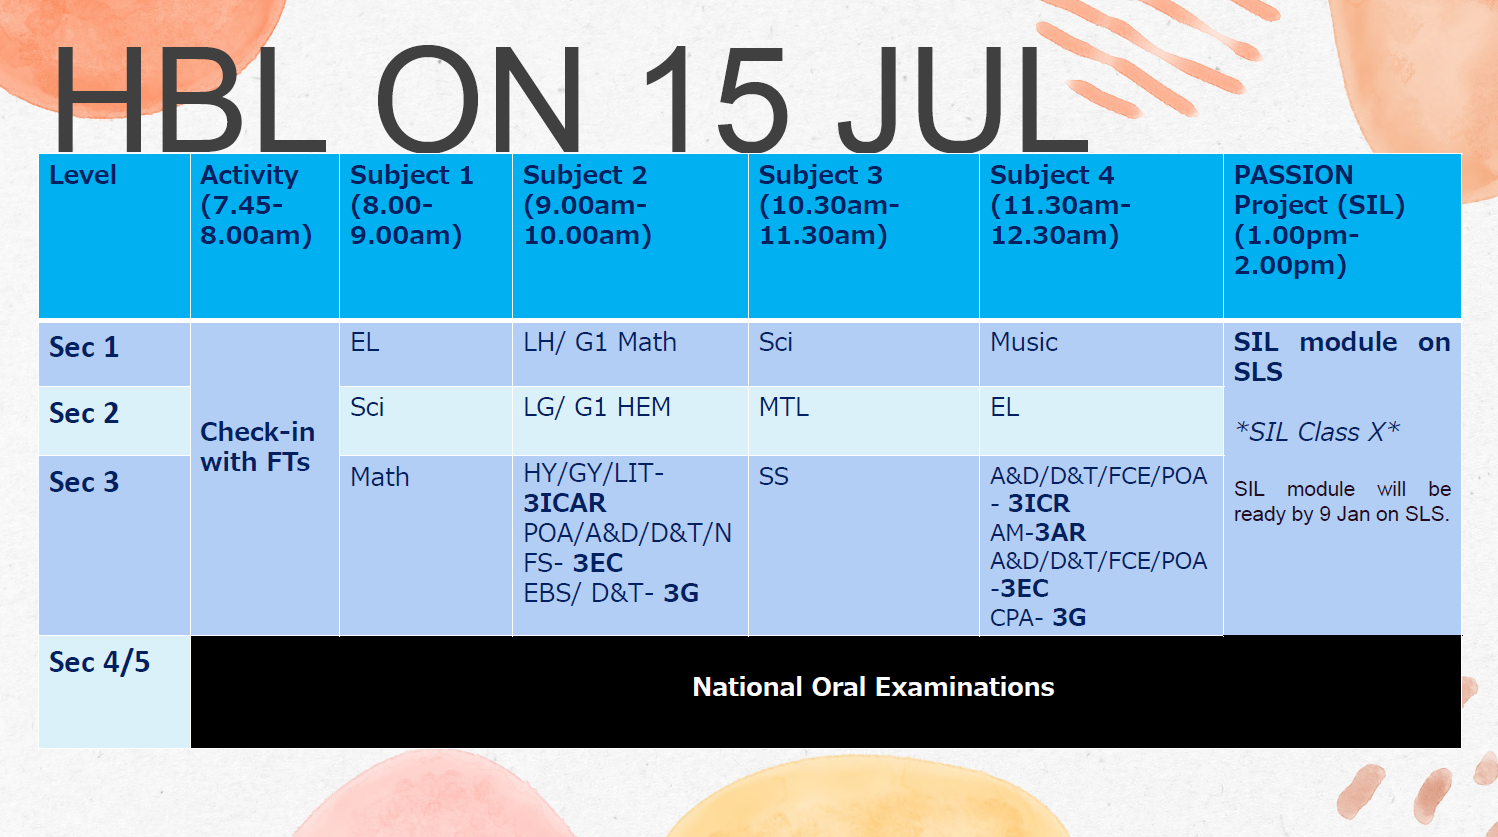 HBL ON 15 JUL
Level
Activity
(7.45-
8.00am)
Subject 1
(8.00-
9.00am)
Subject 2
(9.00am-
10.00am)
Subject 3
(10.30am-
11.30am)
Subject 4
(11.30am-
12.30am)
PASSION
Project (SIL)
(1.00pm-
2.00pm)
Sec 1
Check-in
with FTs
EL
LH/ G1 Math
Sci
Music
SIL module on
SLS
*SIL Class X*
SIL module will be
ready by 9 Jan on SLS.
Sec 2
Sci
LG/ G1 HEM
MTL
EL
Sec 3
Math
HY/GY/LIT-
3ICAR
POA/A&D/D&T/N
FS- 3EC
EBS/ D&T- 3G
SS
A&D/D&T/FCE/POA
- 3ICR
AM-3AR
A&D/D&T/FCE/POA
-3EC
CPA- 3G
Sec 4/5
National Oral Examinations